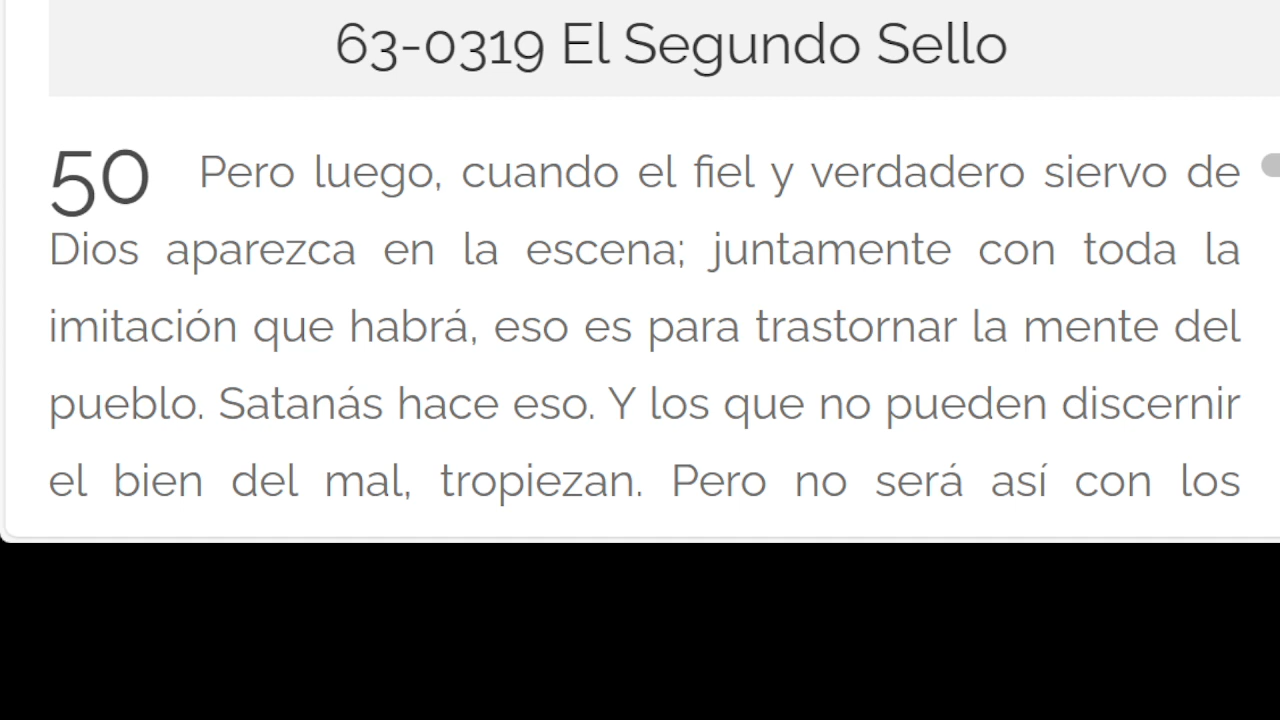 63-0319 El Segundo Sello
50 Pero luego, cuando el fiel y verdadero siervo de
Dios aparezca en la escena; juntamente con toda la
imitación que habrá, eso es para trastornar la mente del
pueblo. Satanás hace eso. Y los que no pueden discernir
el bien del mal, tropiezan. Pero no será así con los